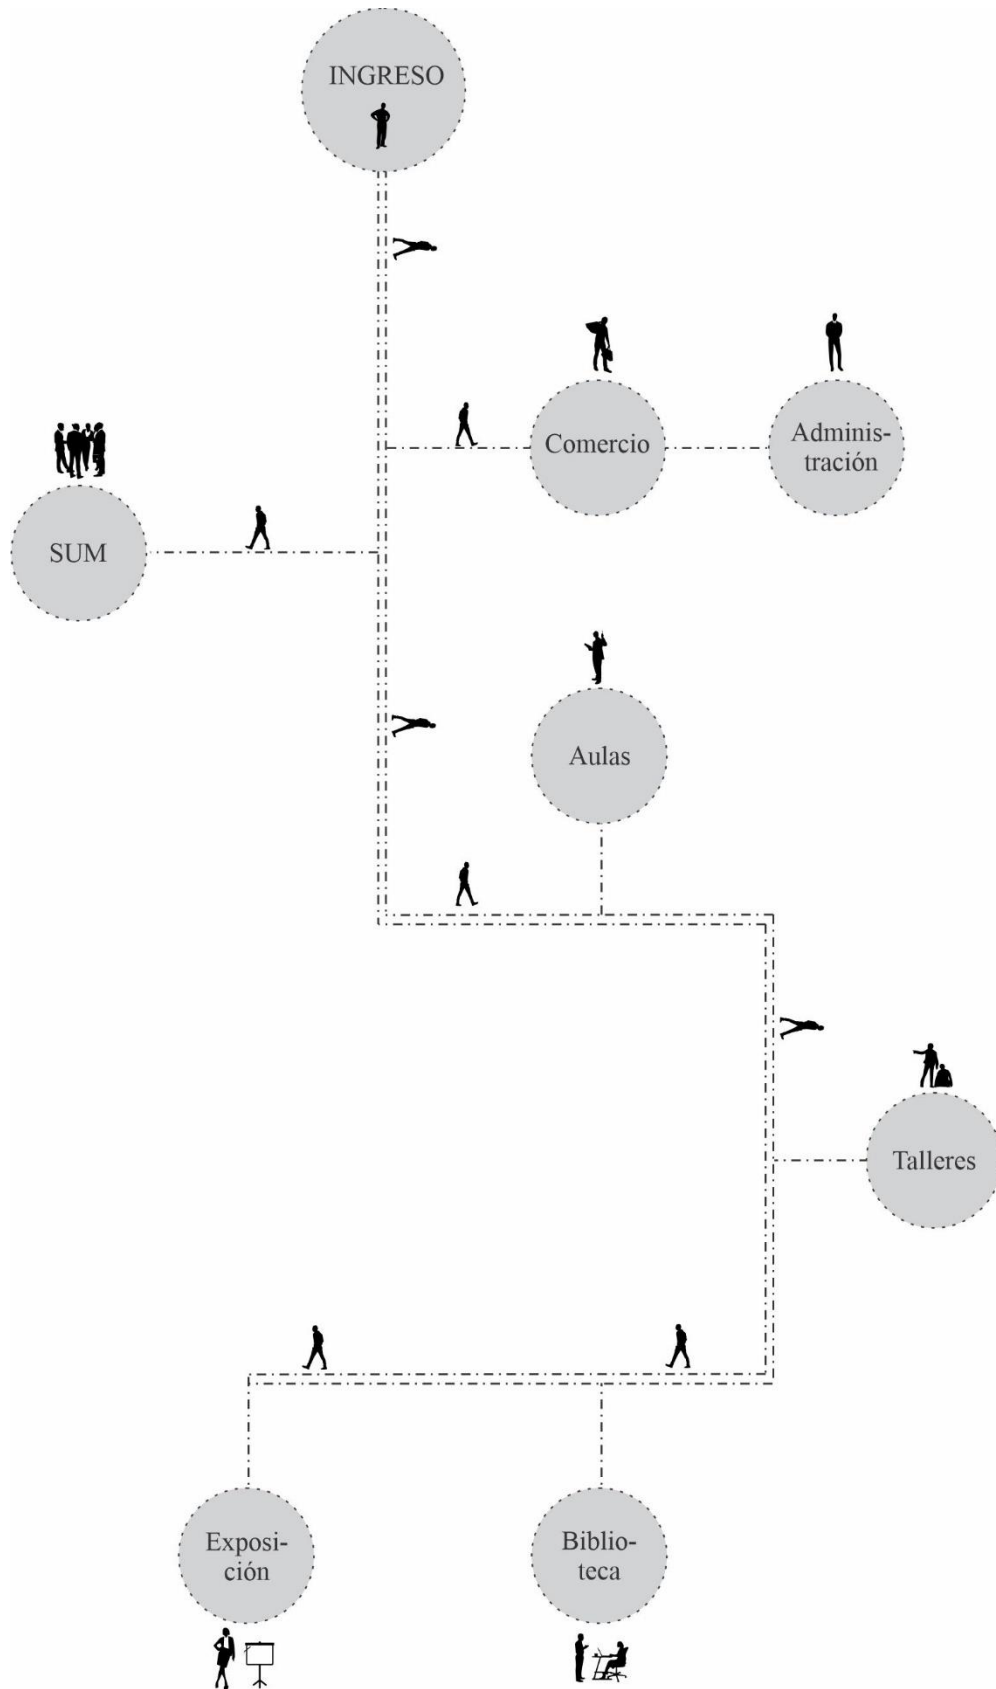 INGRESO
Comercio
Adminis-
tración
SUM
Aulas
Talleres
Exposi-
ción
Biblio-
teca